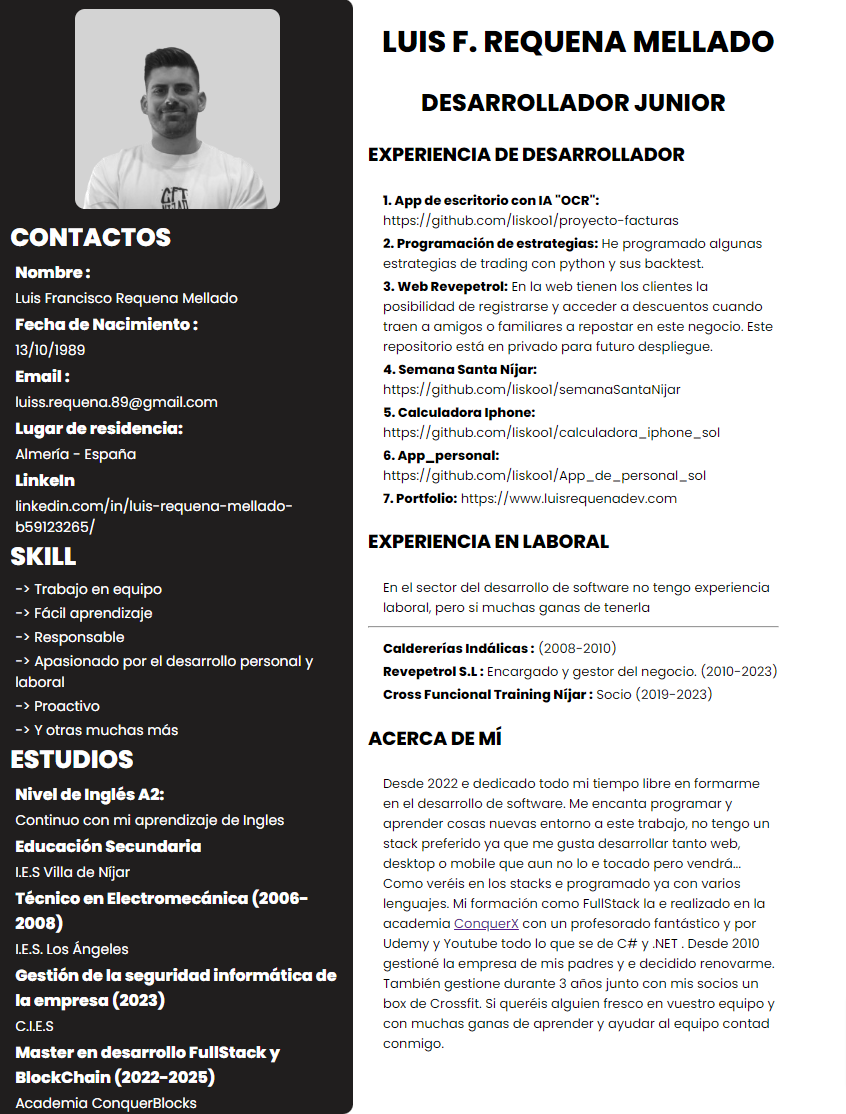 CONTACTOS
Nombre :
Luis Francisco Requena Mellado
Fecha de Nacimiento :
13/10/1989
Email :
luiss.requena.89@gmail.com
Lugar de residencia:
Almería - España
LinkeIn
linkedin.com/in/luis-requena-mellado-
b59123265/
SKILL
-> Trabajo en equipo
-> Fácil aprendizaje
-> Responsable
-> Apasionado por el desarrollo personal y
laboral
-> Proactivo
-> Y otras muchas más
ESTUDIOS
Nivel de Inglés A2:
Continuo con mi aprendizaje de Ingles
Educación Secundaria
I.E.S Villa de Níjar
Técnico en Electromecánica (2006-
2008)
I.E.S. Los Ángeles
Gestión de la seguridad informática de
la empresa (2023)
C.I.E.S
Master en desarrollo FullStack y
BlockChain (2022-2025)
Academia ConquerBlocks
LUIS F. REQUENA MELLADO
DESARROLLADOR JUNIOR
EXPERIENCIA DE DESARROLLADOR
1. App de escritorio con IA "OCR":
https://github.com/liskoo1/proyecto-facturas
2. Programación de estrategias: He programado algunas
estrategias de trading con python y sus backtest.
3. Web Revepetrol: En la web tienen los clientes la
posibilidad de registrarse y acceder a descuentos cuando
traen a amigos o familiares a repostar en este negocio. Este
repositorio está en privado para futuro despliegue.
4. Semana Santa Níjar:
https://github.com/liskoo1/semanaSantaNijar
5. Calculadora Iphone:
https://github.com/liskoo1/calculadora_iphone_sol
6. App_personal:
https://github.com/liskoo1/App_de_personal_sol
7. Portfolio: https://www.luisrequenadev.com
EXPERIENCIA EN LABORAL
En el sector del desarrollo de software no tengo experiencia
laboral, pero si muchas ganas de tenerla
Caldererías Indálicas : (2008-2010)
Revepetrol S.L : Encargado y gestor del negocio. (2010-2023)
Cross Funcional Training Níjar : Socio (2019-2023)
ACERCA DE MÍ
Desde 2022 e dedicado todo mi tiempo libre en formarme
en el desarrollo de software. Me encanta programar y
aprender cosas nuevas entorno a este trabajo, no tengo un
stack preferido ya que me gusta desarrollar tanto web,
desktop o mobile que aun no lo e tocado pero vendrá...
Como veréis en los stacks e programado ya con varios
lenguajes. Mi formación como FullStack la e realizado en la
academia ConquerX con un profesorado fantástico y por
Udemy y Youtube todo lo que se de C# y .NET . Desde 2010
gestioné la empresa de mis padres y e decidido renovarme.
También gestione durante 3 años junto con mis socios un
box de Crossfit. Si queréis alguien fresco en vuestro equipo y
con muchas ganas de aprender y ayudar al equipo contad
conmigo.